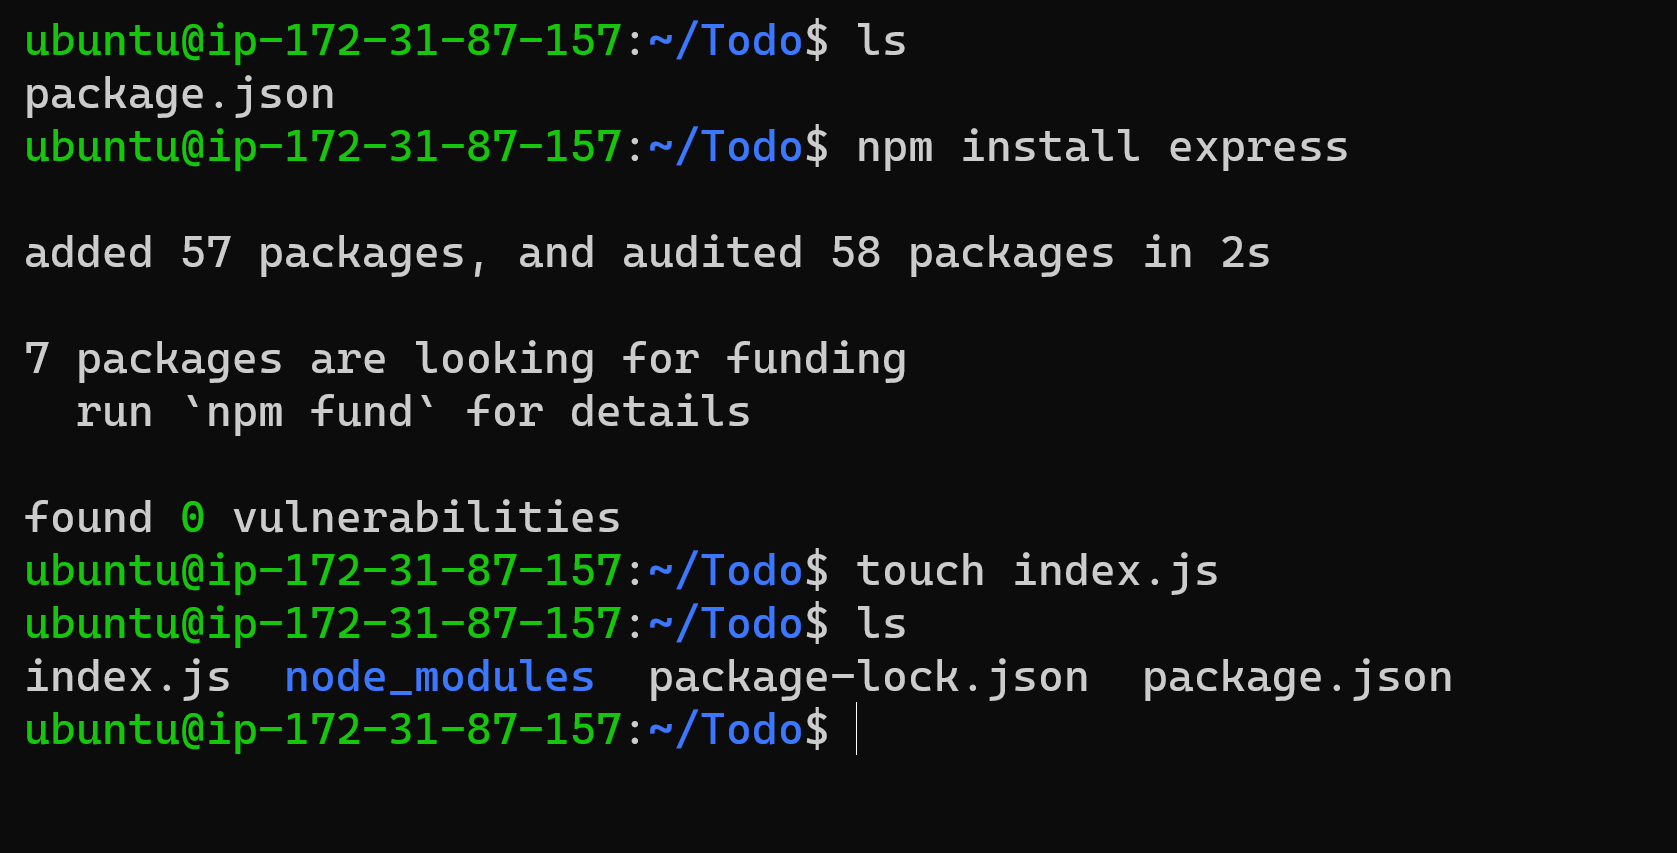 ubuntu@ip-172-31-87-157:~/Todo$ ls
package.json
ubuntu@ip-172-31-87-157:~/Todo$ npm install express
added 57 packages, and audited 58 packages in 2s
7 packages are looking for funding
  run `npm fund` for details
found 0 vulnerabilities
ubuntu@ip-172-31-87-157:~/Todo$ touch index.js
ubuntu@ip-172-31-87-157:~/Todo$ ls
index.js  node_modules  package-lock.json  package.json
ubuntu@ip-172-31-87-157:~/Todo$